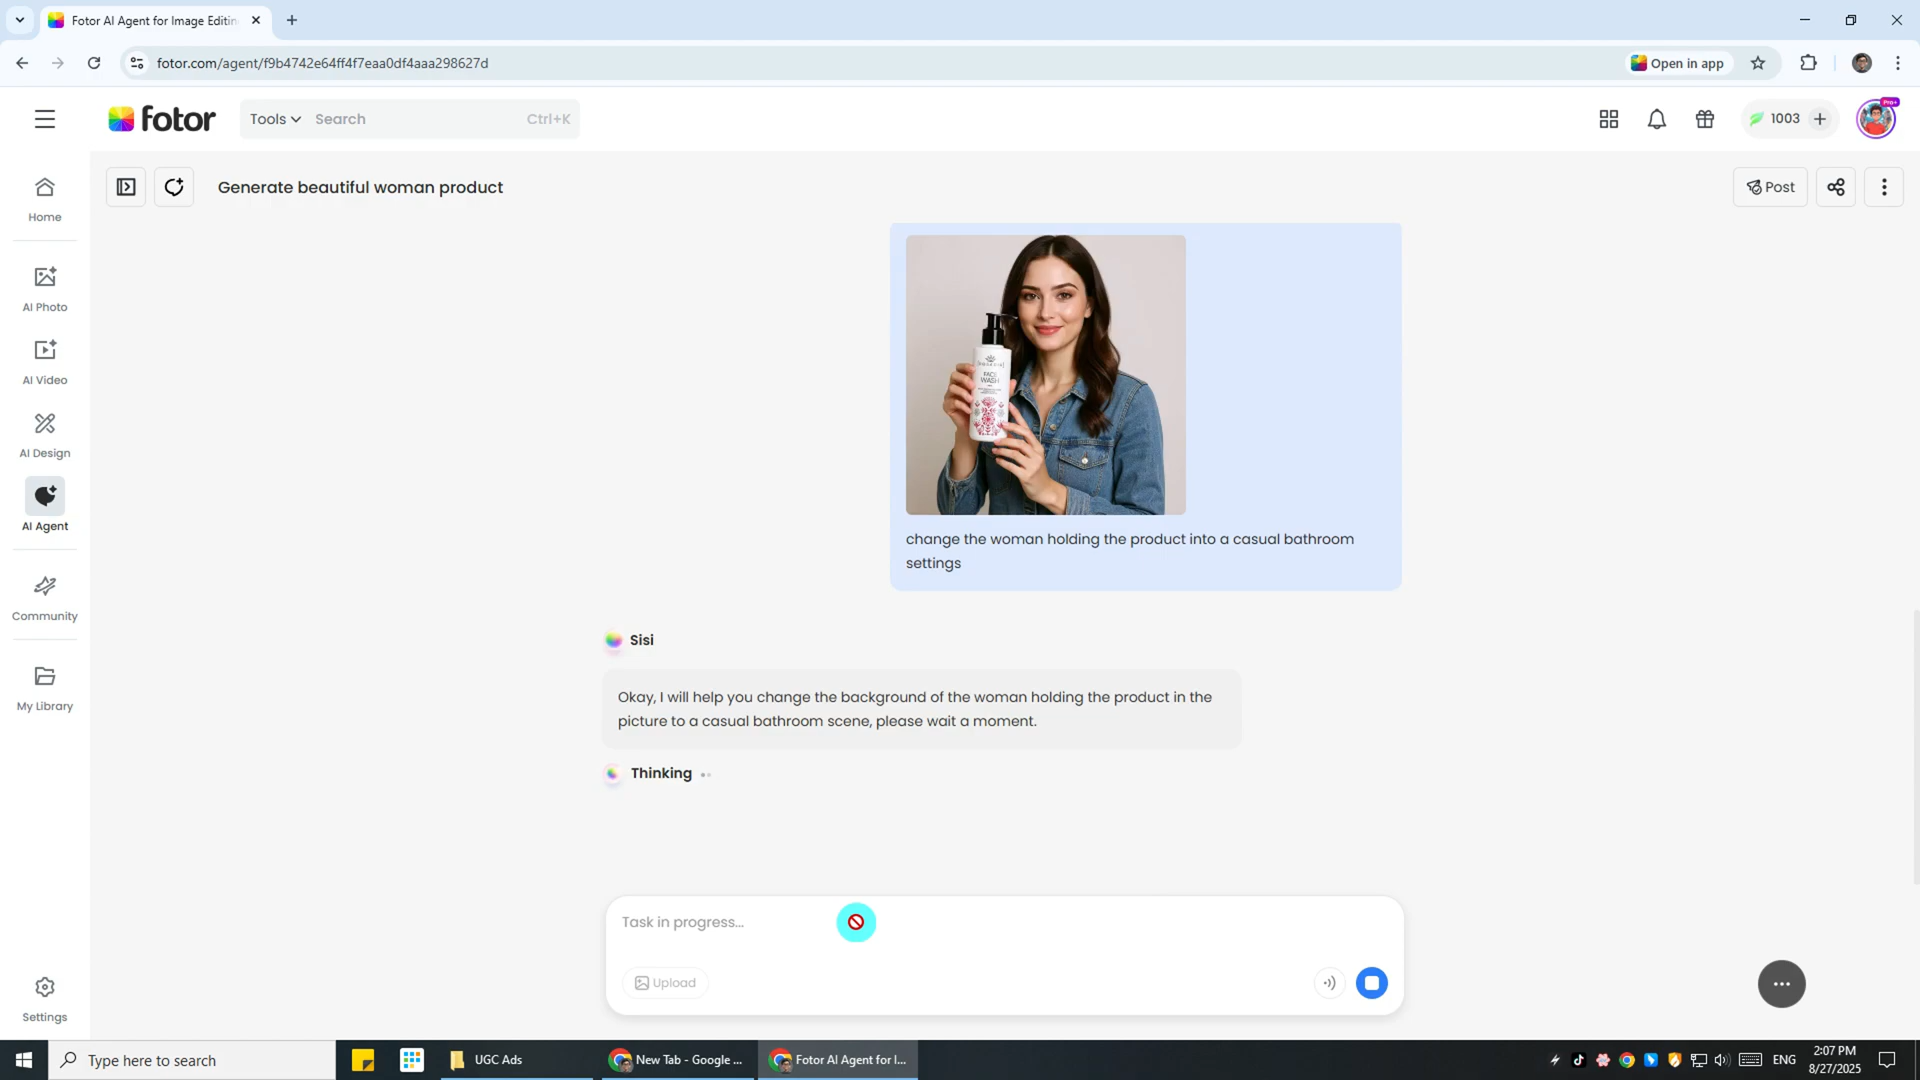 Fotor AI Agent for Image Editin
fotor.com/agent/f9b4742e64ff4f7eaa0df4aaa298627d
Open in app
fotor
Tools
Search
Ctrl+K
1003
Pro+
Generate beautiful woman product
Post
Home
AI Photo
AI Video
AI Design
AI Agent
Community
My Library
Settings
FACE
WASH
change the woman holding the product into a casual bathroom
settings
Sisi
Okay, I will help you change the background of the woman holding the product in the
picture to a casual bathroom scene, please wait a moment.
Thinking
Task in progress...
Upload
Type here to search
UGC Ads
New Tab - Google ...
Fotor AI Agent for I...
ENG
2:07 PM
8/27/2025